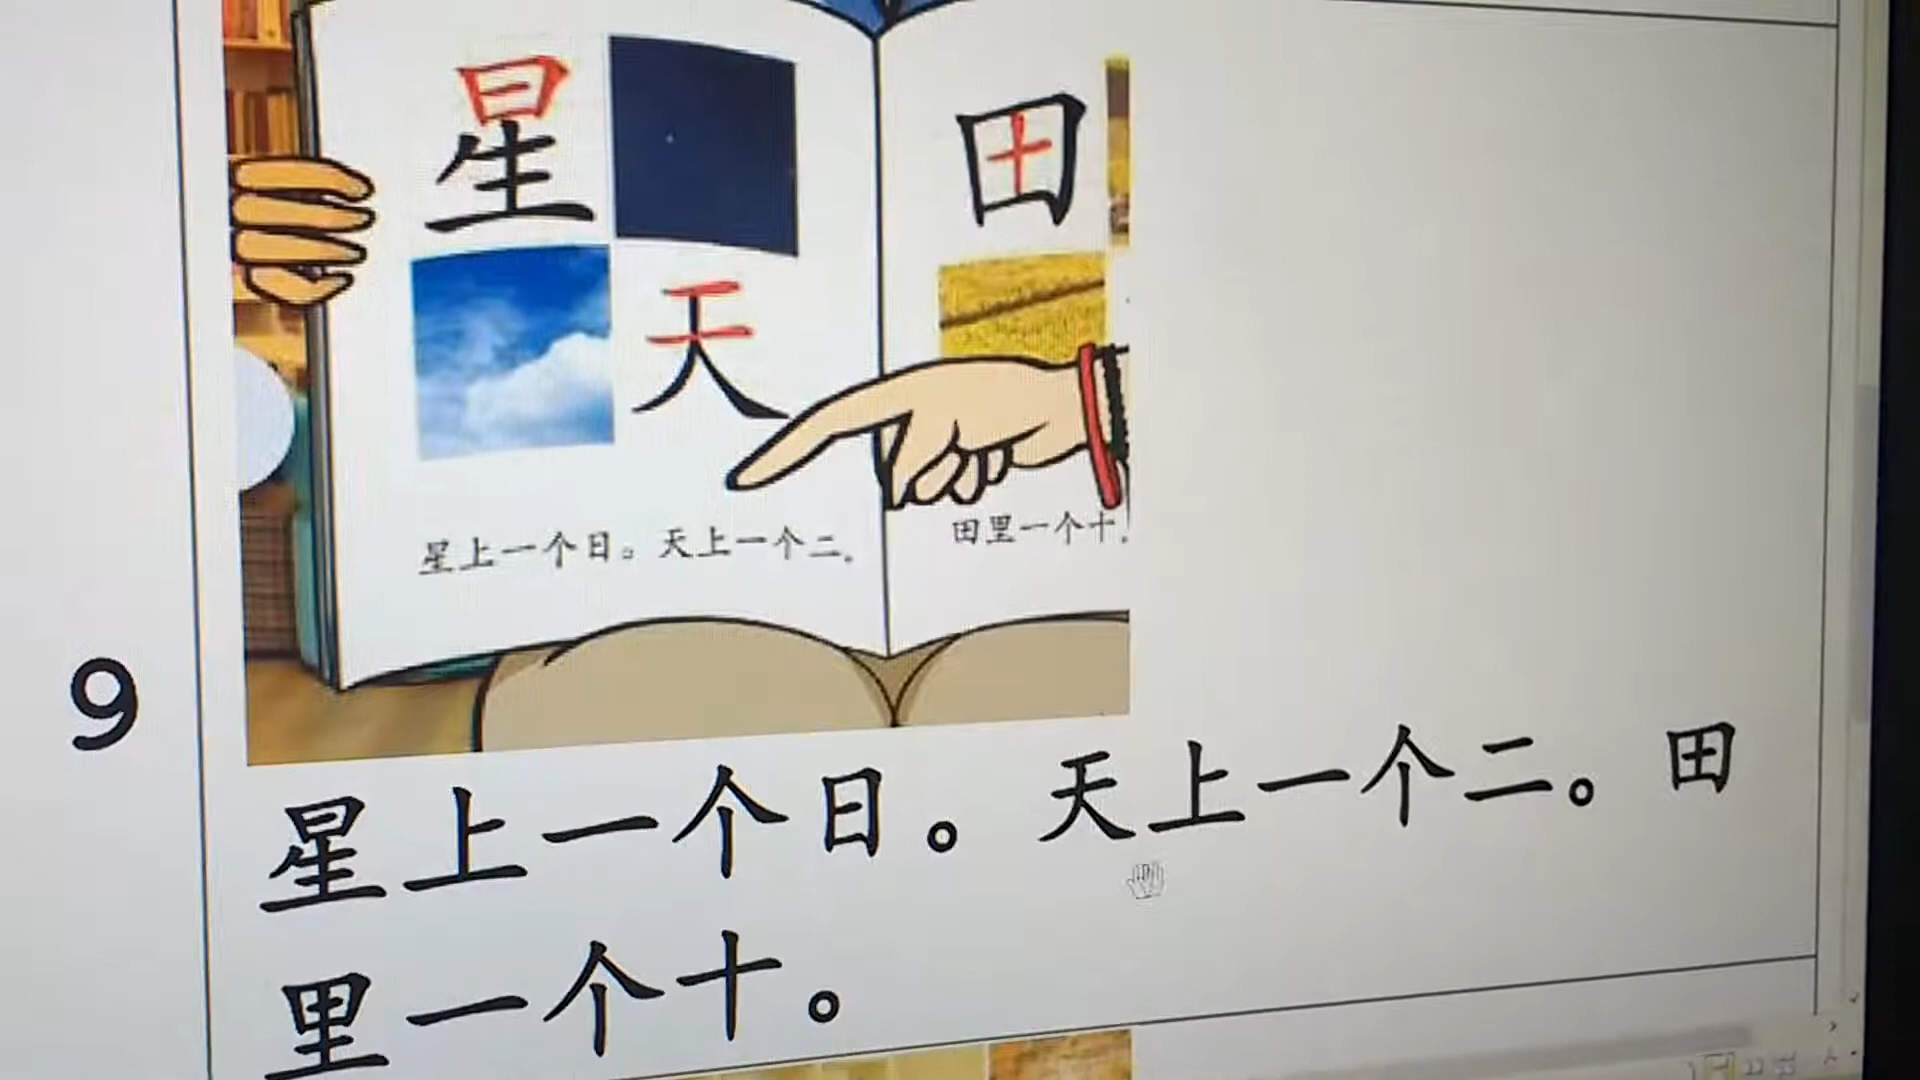 星
田
天
星上一个日。天上一个二。
田里一个十。
9
星上一个日。天上一个二。田
里一个十。